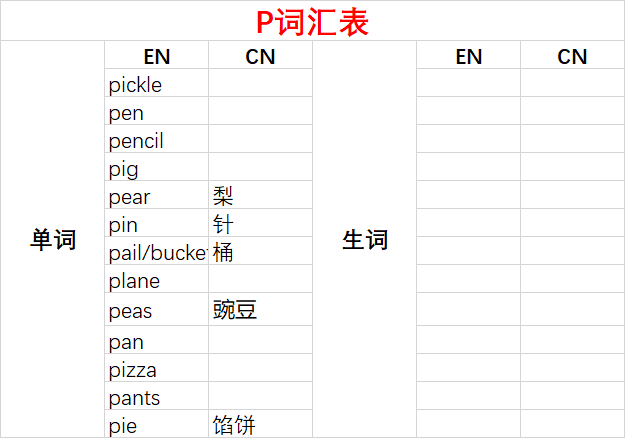 P词汇表
EN CN EN CN
pickle
pen
pencil
pig
pear 梨
pin 针
单词 生词
pail/bucket 桶
plane
peas 豌豆
pan
pizza
pants
pie 馅饼